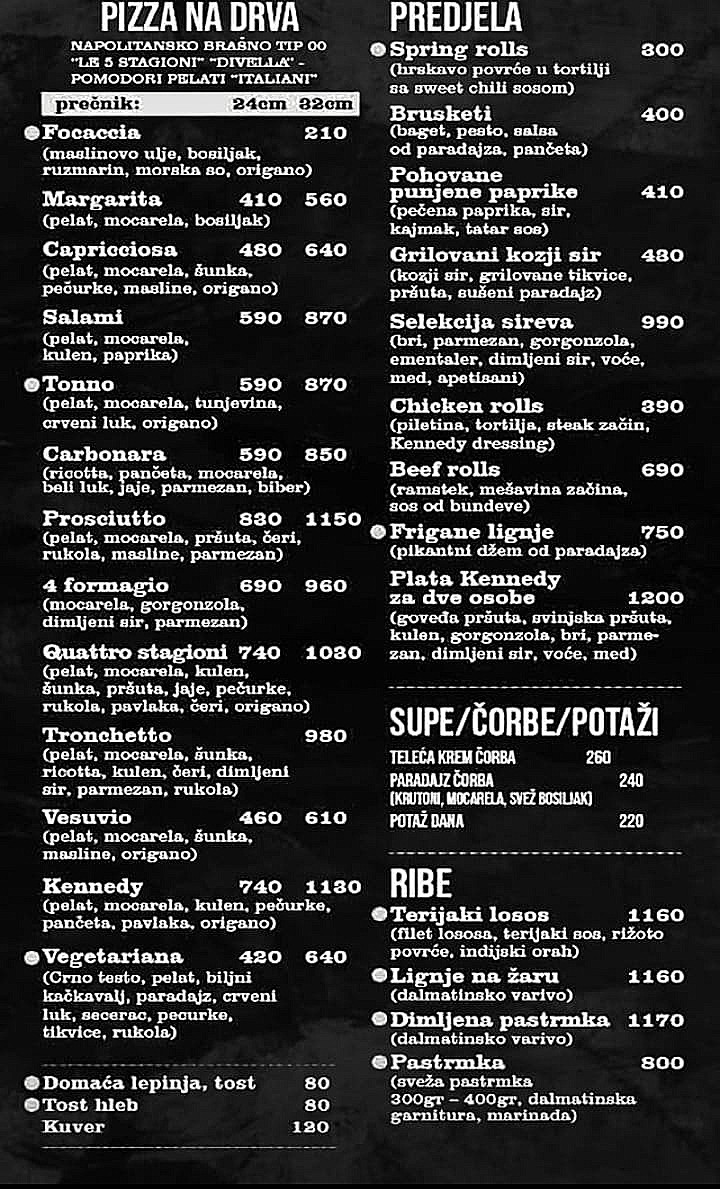 PIZZA NA DRVA
NAPOLITANSKO BRAŠNO TIP 00
"LE 5 STAGIONI" "DIVELLA" -
POMODORI PELATI "ITALIANI"
prečnik: 24cm 32cm
Focaccia 210
(maslinovo ulje, bosiljak,
ruzmarin, morska so, origano)
Margarita 410 560
(pelat, mocarela, bosiljak)
Capricciosa 480 640
(pelat, mocarela, šunka,
pečurke, masline, origano)
Salami 590 870
(pelat, mocarela,
kulen, paprika)
Tonno 590 870
(pelat, mocarela, tunjevina,
crveni luk, origano)
Carbonara 590 850
(ricotta, pančeta, mocarela,
beli luk, jaje, parmezan, biber)
Prosciutto 830 1150
(pelat, mocarela, pršuta, čeri,
rukola, masline, parmezan)
4 formagio 690 960
(mocarela, gorgonzola,
dimljeni sir, parmezan)
Quattro stagioni 740 1030
(pelat, mocarela, kulen,
šunka, pršuta, jaje, pečurke,
rukola, pavlaka, čeri, origano)
Tronchetto 980
(pelat, mocarela, šunka,
ricotta, kulen, čeri, dimljeni
sir, parmezan, rukola)
Vesuvio 460 610
(pelat, mocarela, šunka,
masline, origano)
Kennedy 740 1130
(pelat, mocarela, kulen, pečurke,
pančeta, pavlaka, origano)
Vegetariana 420 640
(Crno testo, pelat, biljni
kačkavalj, paradajz, crveni
luk, secerac, pecurke,
tikvice, rukola)
Domaća lepinja, tost 80
Tost hleb 80
Kuver 120
PREDJELA
Spring rolls 300
(hrskavo povrće u tortilji
sa sweet chili sosom)
Brusketi 400
(baget, pesto, salsa
od paradajza, pančeta)
Pohovane
punjene paprike 410
(pečena paprika, sir,
kajmak, tatar sos)
Grilovani kozji sir 480
(kozji sir, grilovane tikvice,
pršuta, sušeni paradajz)
Selekcija sireva 990
(bri, parmezan, gorgonzola,
ementaler, dimljeni sir, voće,
med, apetisani)
Chicken rolls 390
(piletina, tortilja, steak začin,
Kennedy dressing)
Beef rolls 690
(ramstek, mešavina začina,
sos od bundeve)
Frigane lignje 750
(pikantni džem od paradajza)
Plata Kennedy
za dve osobe 1200
(goveđa pršuta, svinjska pršuta,
kulen, gorgonzola, bri, parme-
zan, dimljeni sir, voće, med)
SUPE/ČORBE/POTAŽI
TELEĆA KREM ČORBA 260
PARADAJZ ČORBA 240
(KRUTONI, MOCARELA, SVEŽ BOSILJAK)
POTAŽ DANA 220
RIBE
Terijaki losos 1160
(filet lososa, terijaki sos, rižoto
povrće, indijski orah)
Lignje na žaru 1160
(dalmatinsko varivo)
Dimljena pastrmka 1170
(dalmatinsko varivo)
Pastrmka 800
(sveža pastrmka
300gr - 400gr, dalmatinska
garnitura, marinada)